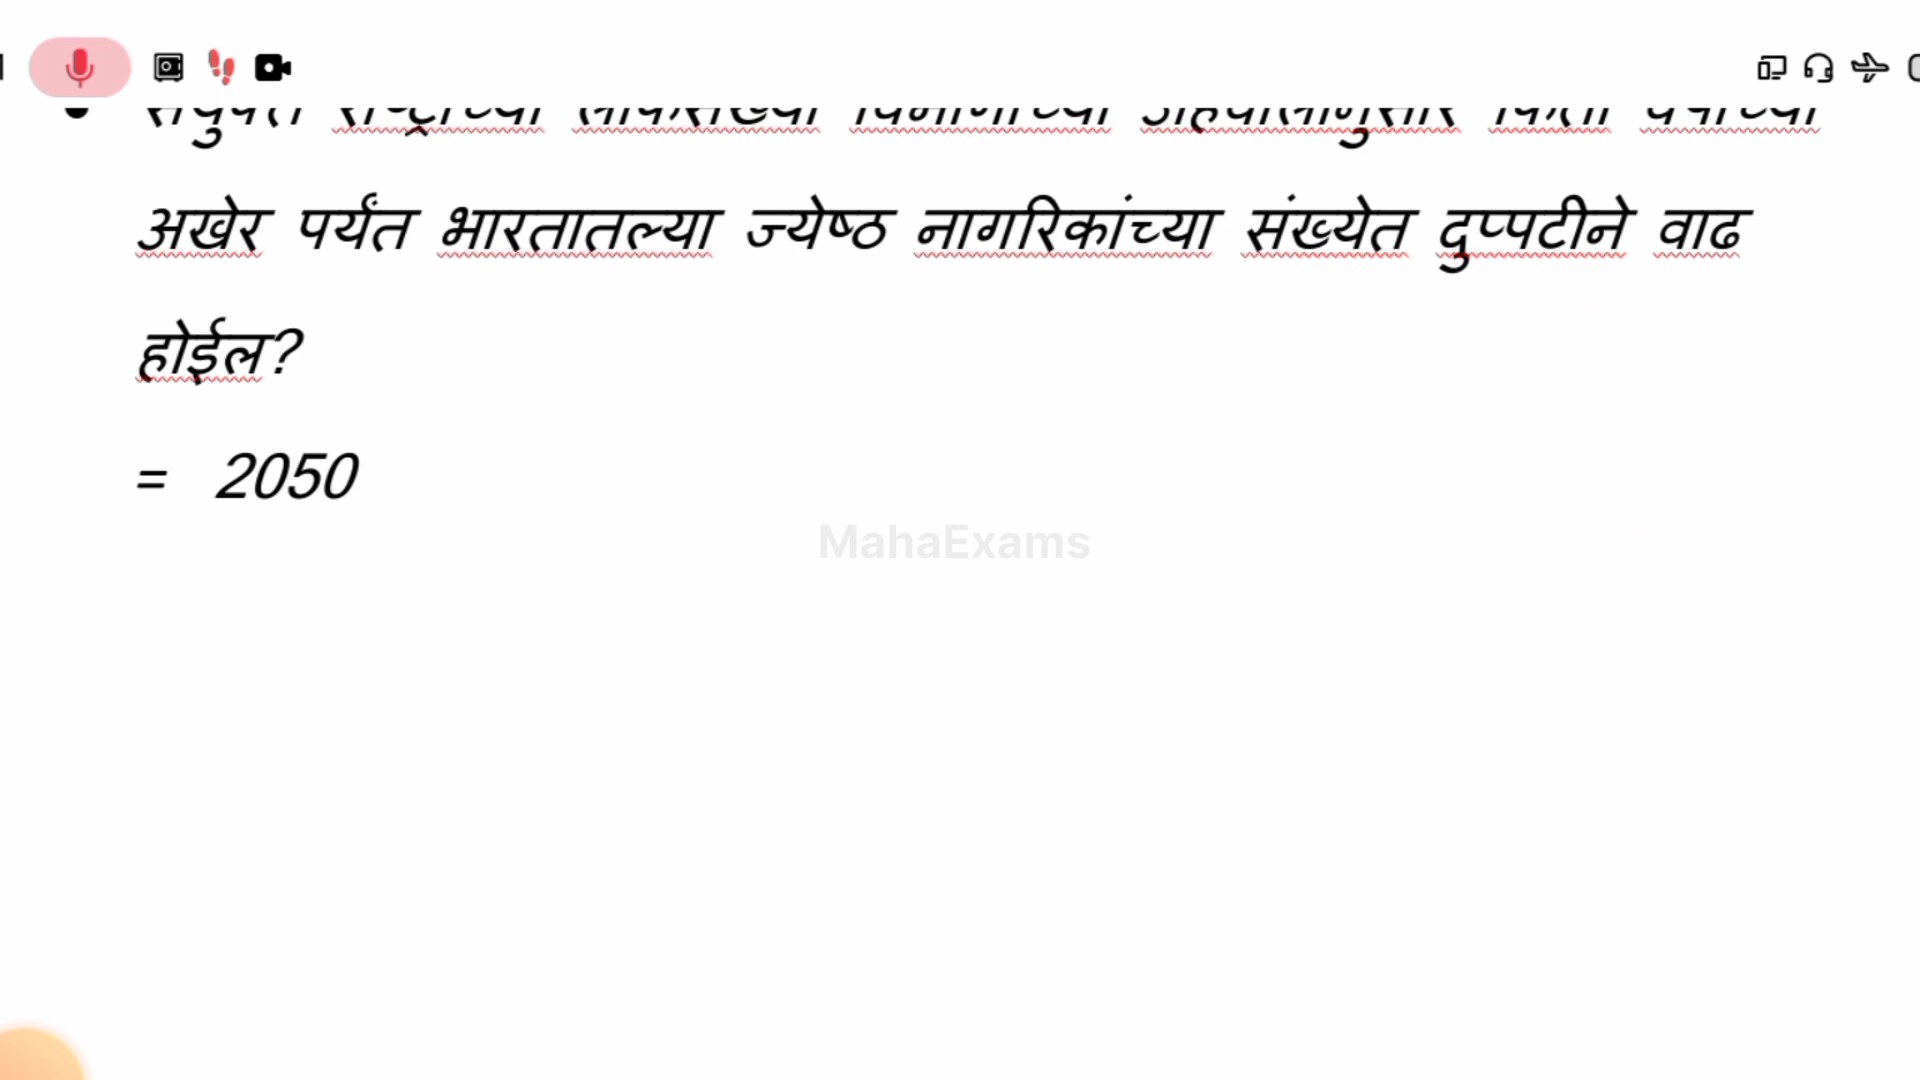 अखेर पर्यंत भारतातल्या ज्येष्ठ नागरिकांच्या संख्येत दुप्पटीने वाढ
होईल?
= 2050
MahaExams